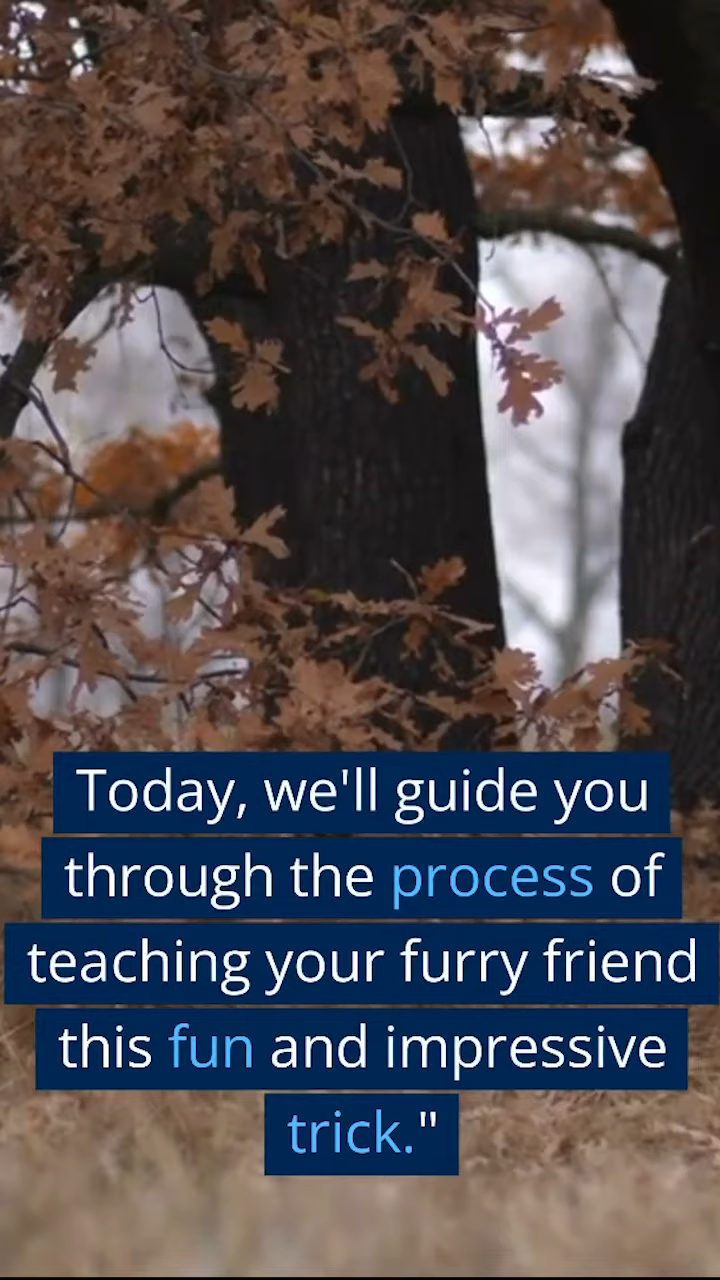 Today, we'll guide you
through the process of
teaching your furry friend
this fun and impressive
trick."